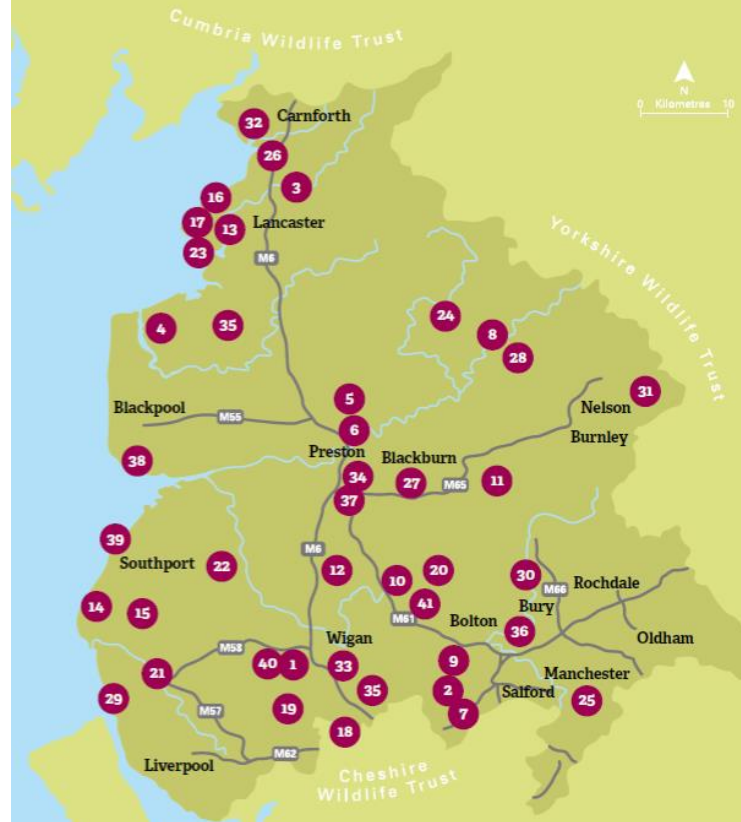 Cumbria Wildlife Trust
N
0 Kilometres 10
32
Carnforth
26
3
16
17
13
Lancaster
23
M6
Yorkshire Wildlife Trust
4
35
24
8
28
5
Blackpool
M55
6
31
Nelson
Burnley
Preston
Blackburn
38
34
27
M65
11
37
39
M6
Southport
22
12
10
20
30
Rochdale
M66
14
15
41
M61
Bolton
Bury
36
Oldham
M58
Wigan
21
40
1
33
9
Manchester
29
M57
19
35
2
Salford
25
7
18
Liverpool
M62
Cheshire
Wildlife Trust